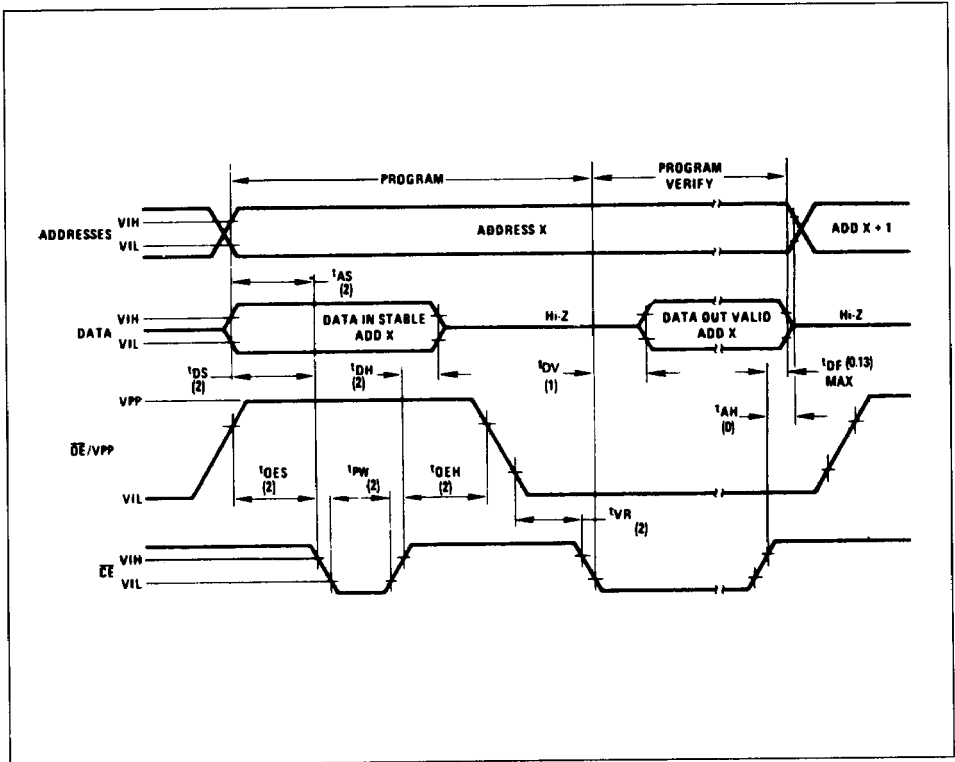 PROGRAM
PROGRAM
VERIFY
ADDRESSES
VIH
VIL
ADDRESS X
ADD X + 1
tAS
(2)
DATA
VIH
VIL
DATA IN STABLE
ADD X
Hi-Z
DATA OUT VALID
ADD X
Hi-Z
tDS
(2)
tDH
(2)
tDV
(1)
tDF (0.13)
MAX
tAH
(0)
VPP
OE/VPP
VIL
tOES
(2)
tPW
(2)
tOEH
(2)
tVR
(2)
CE
VIH
VIL